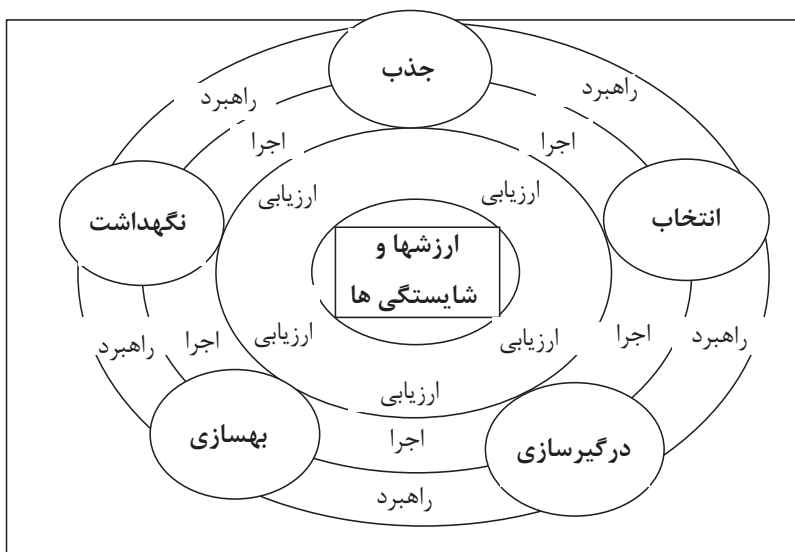 جذب
راهبرد
راهبرد
اجرا
اجرا
ارزیابی
ارزیابی
انتخاب
نگهداشت
ارزشها و
شایستگی ها
راهبرد
اجرا
ارزیابی
ارزیابی
اجرا
راهبرد
ارزیابی
درگیرسازی
بهسازی
اجرا
راهبرد